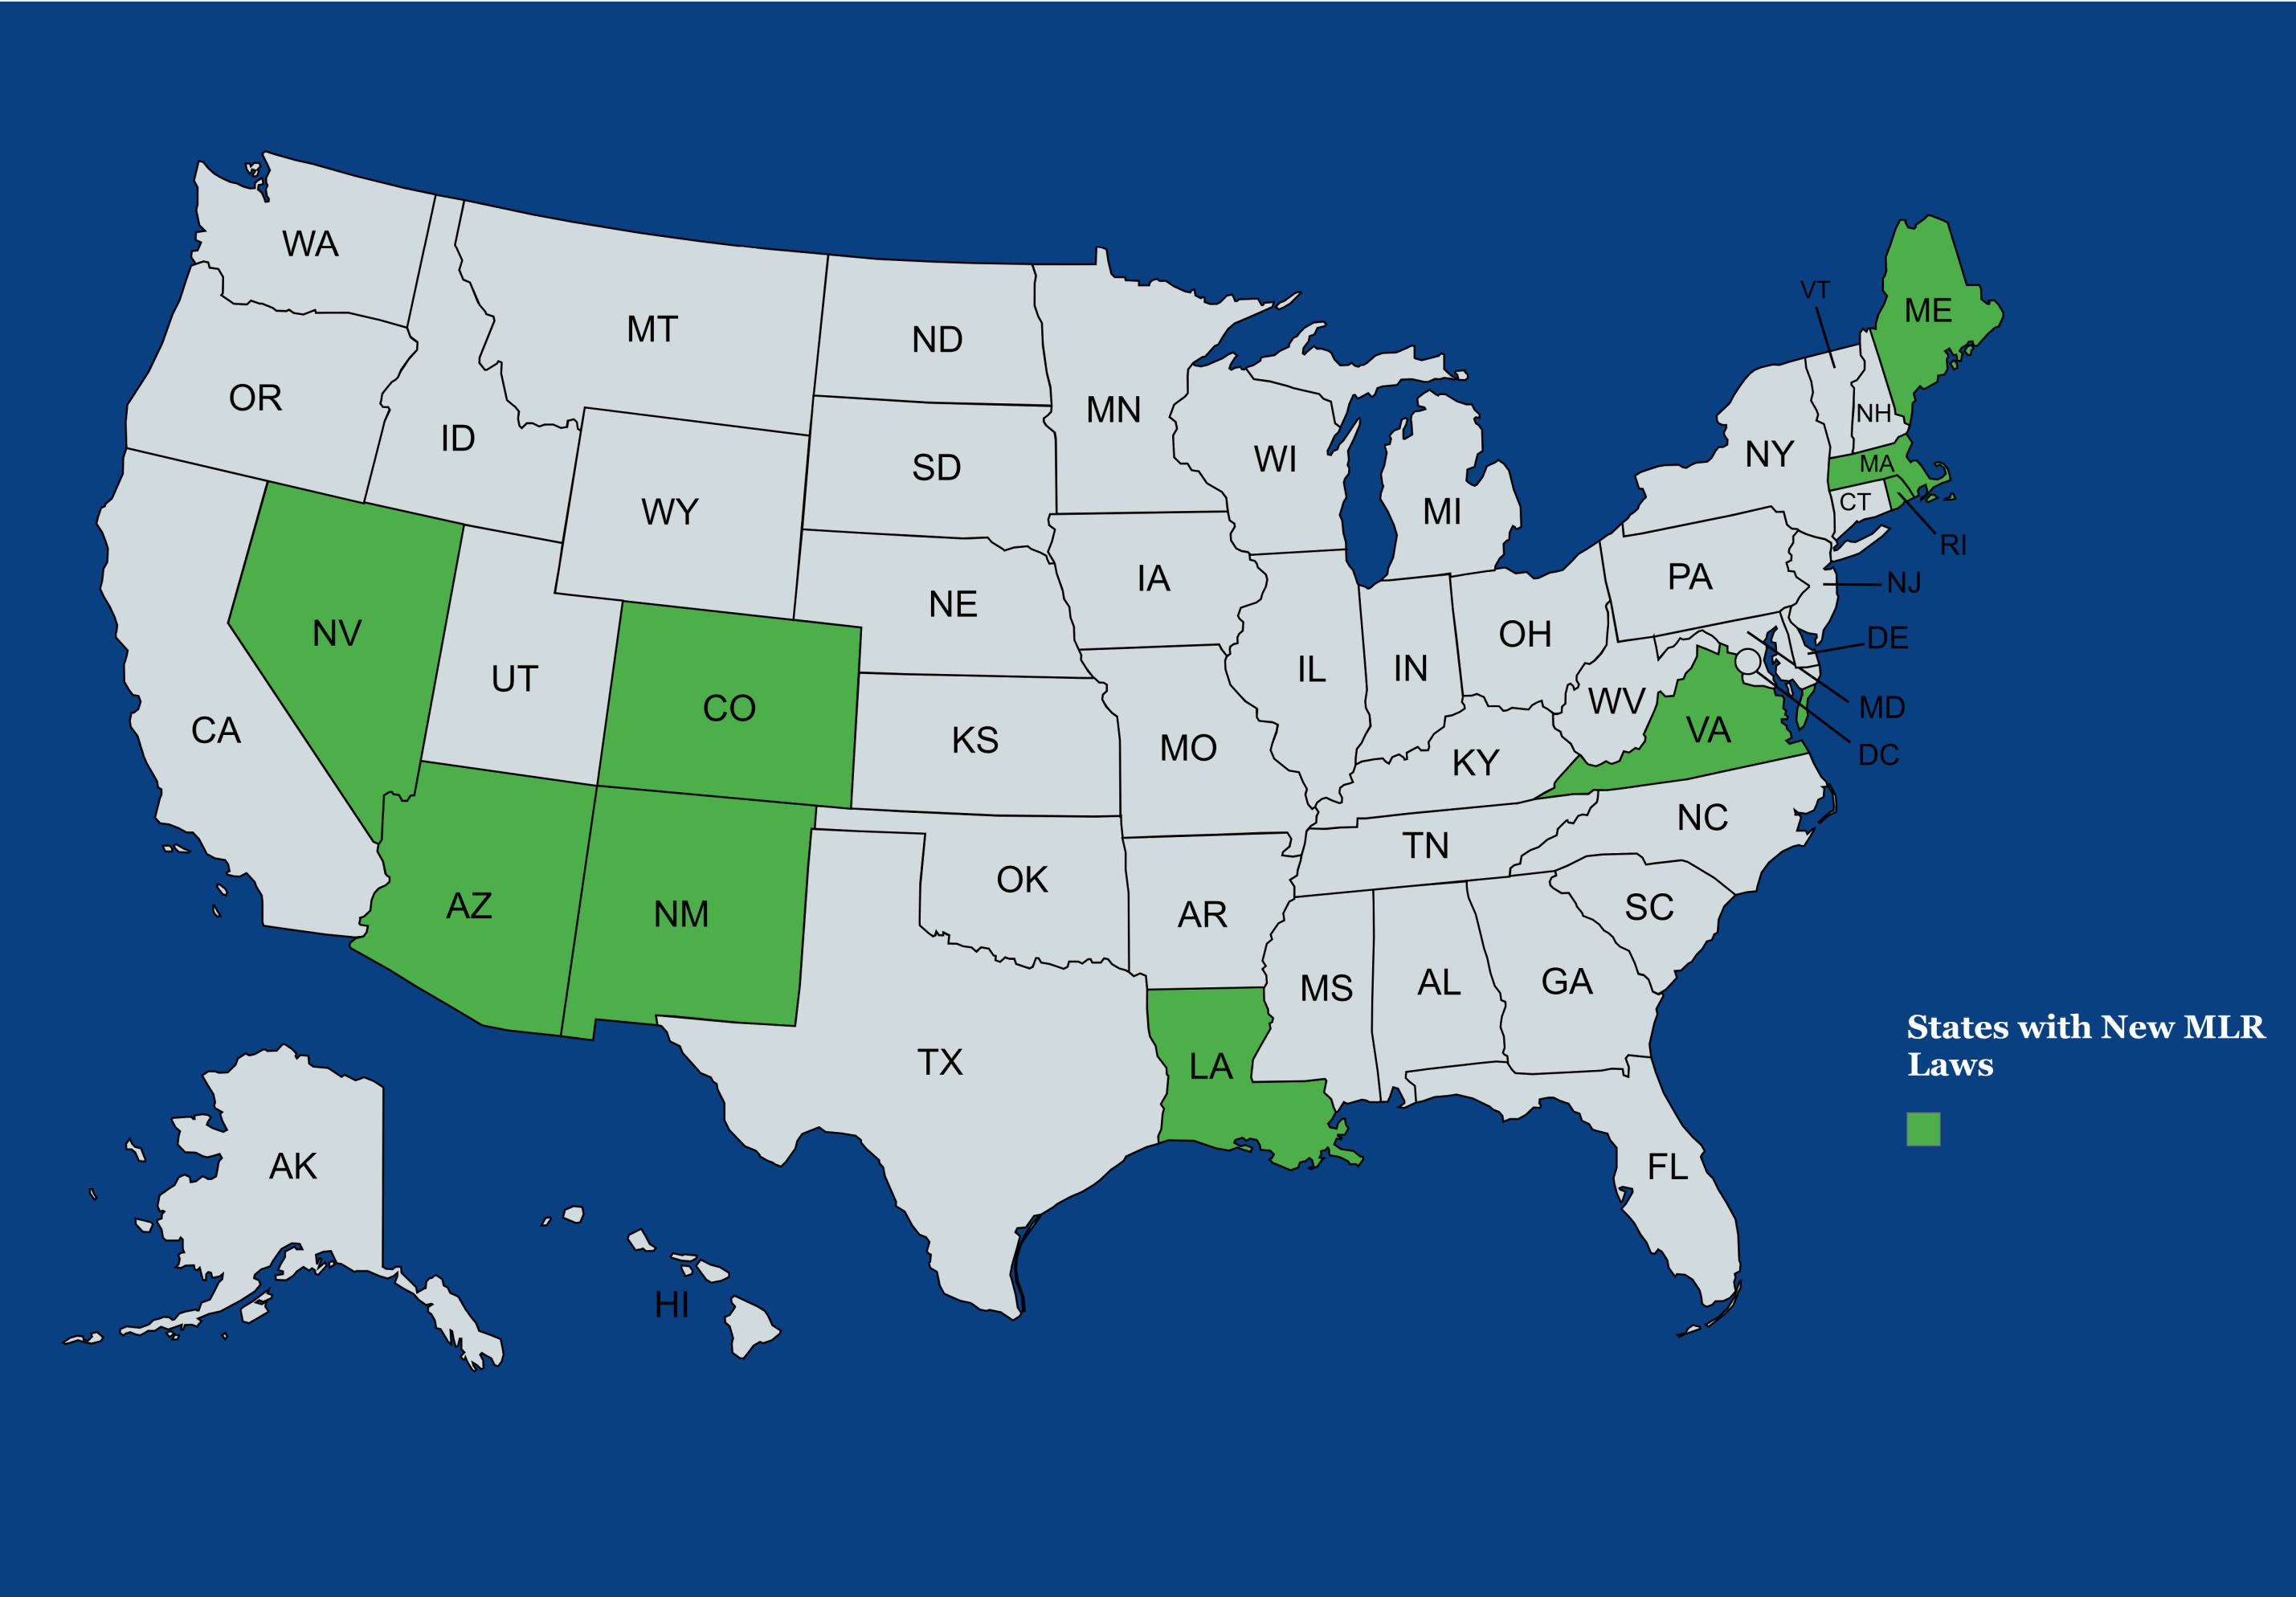 WA
MT
ND
MN
VT
ME
OR
ID
SD
WI
MI
NY
NH
MA
CT
RI
WY
IA
NE
PA
NJ
NV
UT
CO
KS
MO
IL
IN
OH
WV
VA
DE
MD
DC
CA
KY
NC
TN
AZ
NM
OK
AR
SC
MS
AL
GA
TX
LA
States with New MLR
Laws
AK
HI
FL